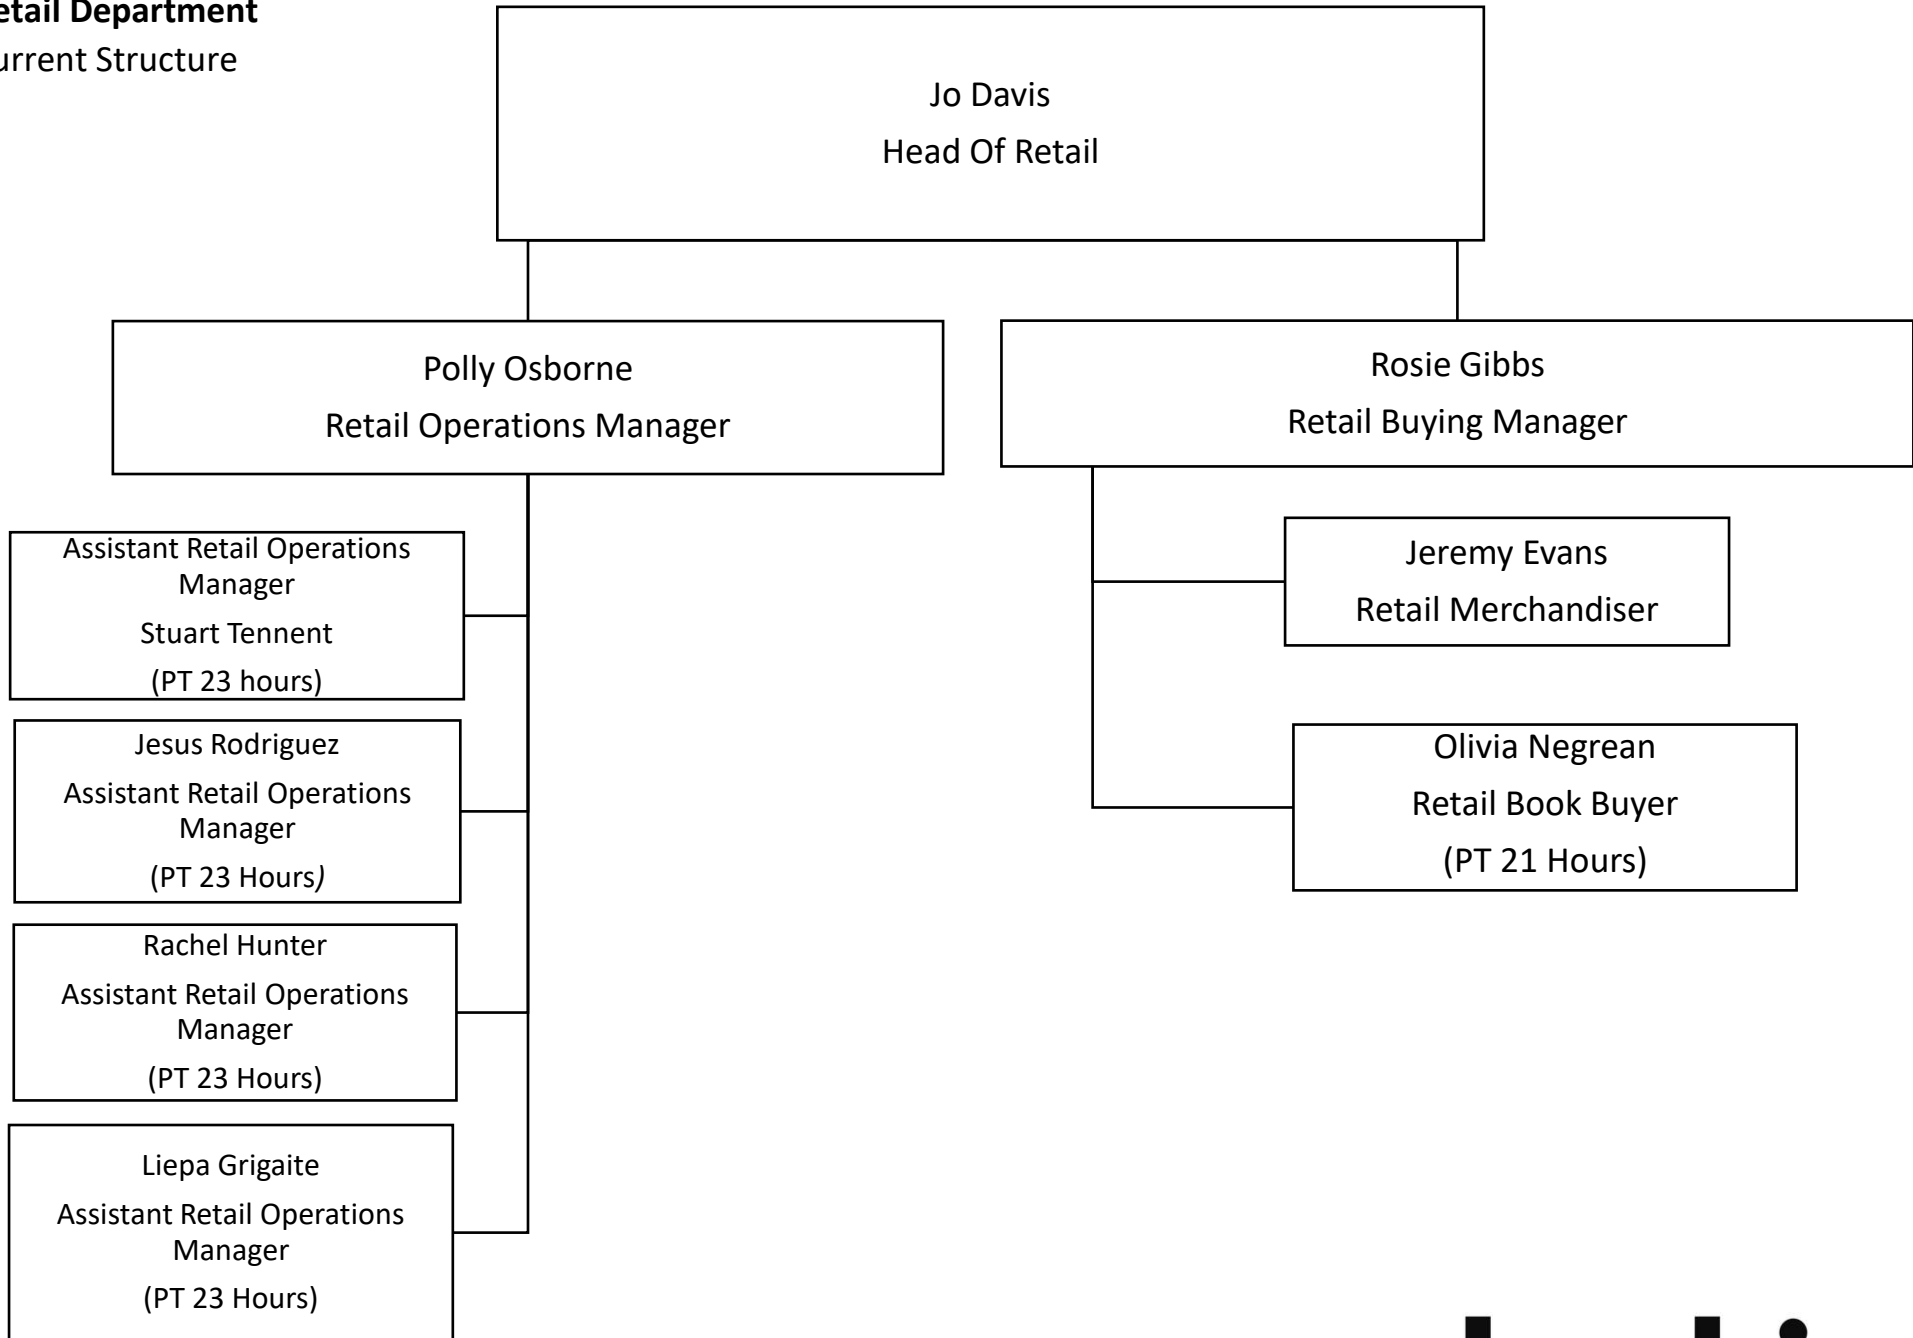 etail Department
urrent Structure
Jo Davis
Head Of Retail
Polly Osborne
Retail Operations Manager
Rosie Gibbs
Retail Buying Manager
Assistant Retail Operations
Manager
Stuart Tennent
(PT 23 hours)
Jesus Rodriguez
Assistant Retail Operations
Manager
(PT 23 Hours)
Rachel Hunter
Assistant Retail Operations
Manager
(PT 23 Hours)
Liepa Grigaite
Assistant Retail Operations
Manager
(PT 23 Hours)
Jeremy Evans
Retail Merchandiser
Olivia Negrean
Retail Book Buyer
(PT 21 Hours)